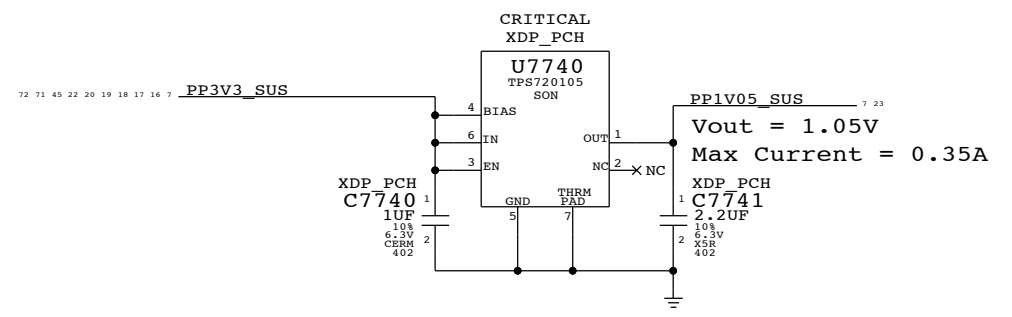 CRITICAL
XDP_PCH
U7740
TPS720105
SON
72 71 45 22 20 19 18 17 16 7 PP3V3_SUS
PP1V05_SUS 7 23
Vout = 1.05V
Max Current = 0.35A
4 BIAS
6 IN
OUT 1
3 EN
NC 2 NC
XDP_PCH
C7740
1UF
10%
6.3V
CERM
402
1
2
GND
5
THRM
PAD
7
XDP_PCH
C7741
2.2UF
10%
6.3V
X5R
402
1
2